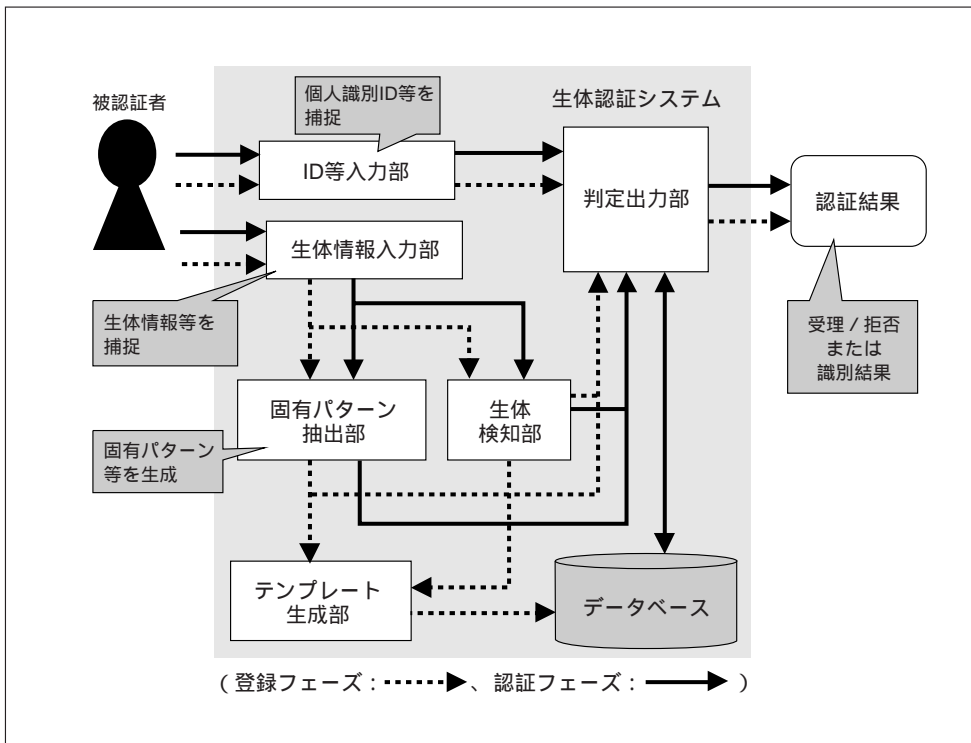 被認証者
個人識別ID等を
捕捉
生体認証システム
ID等入力部
判定出力部
認証結果
生体情報入力部
生体情報等を
捕捉
受理 / 拒否
または
識別結果
固有パターン
抽出部
生体
検知部
固有パターン
等を生成
テンプレート
生成部
データベース
( 登録フェーズ : 、認証フェーズ : )